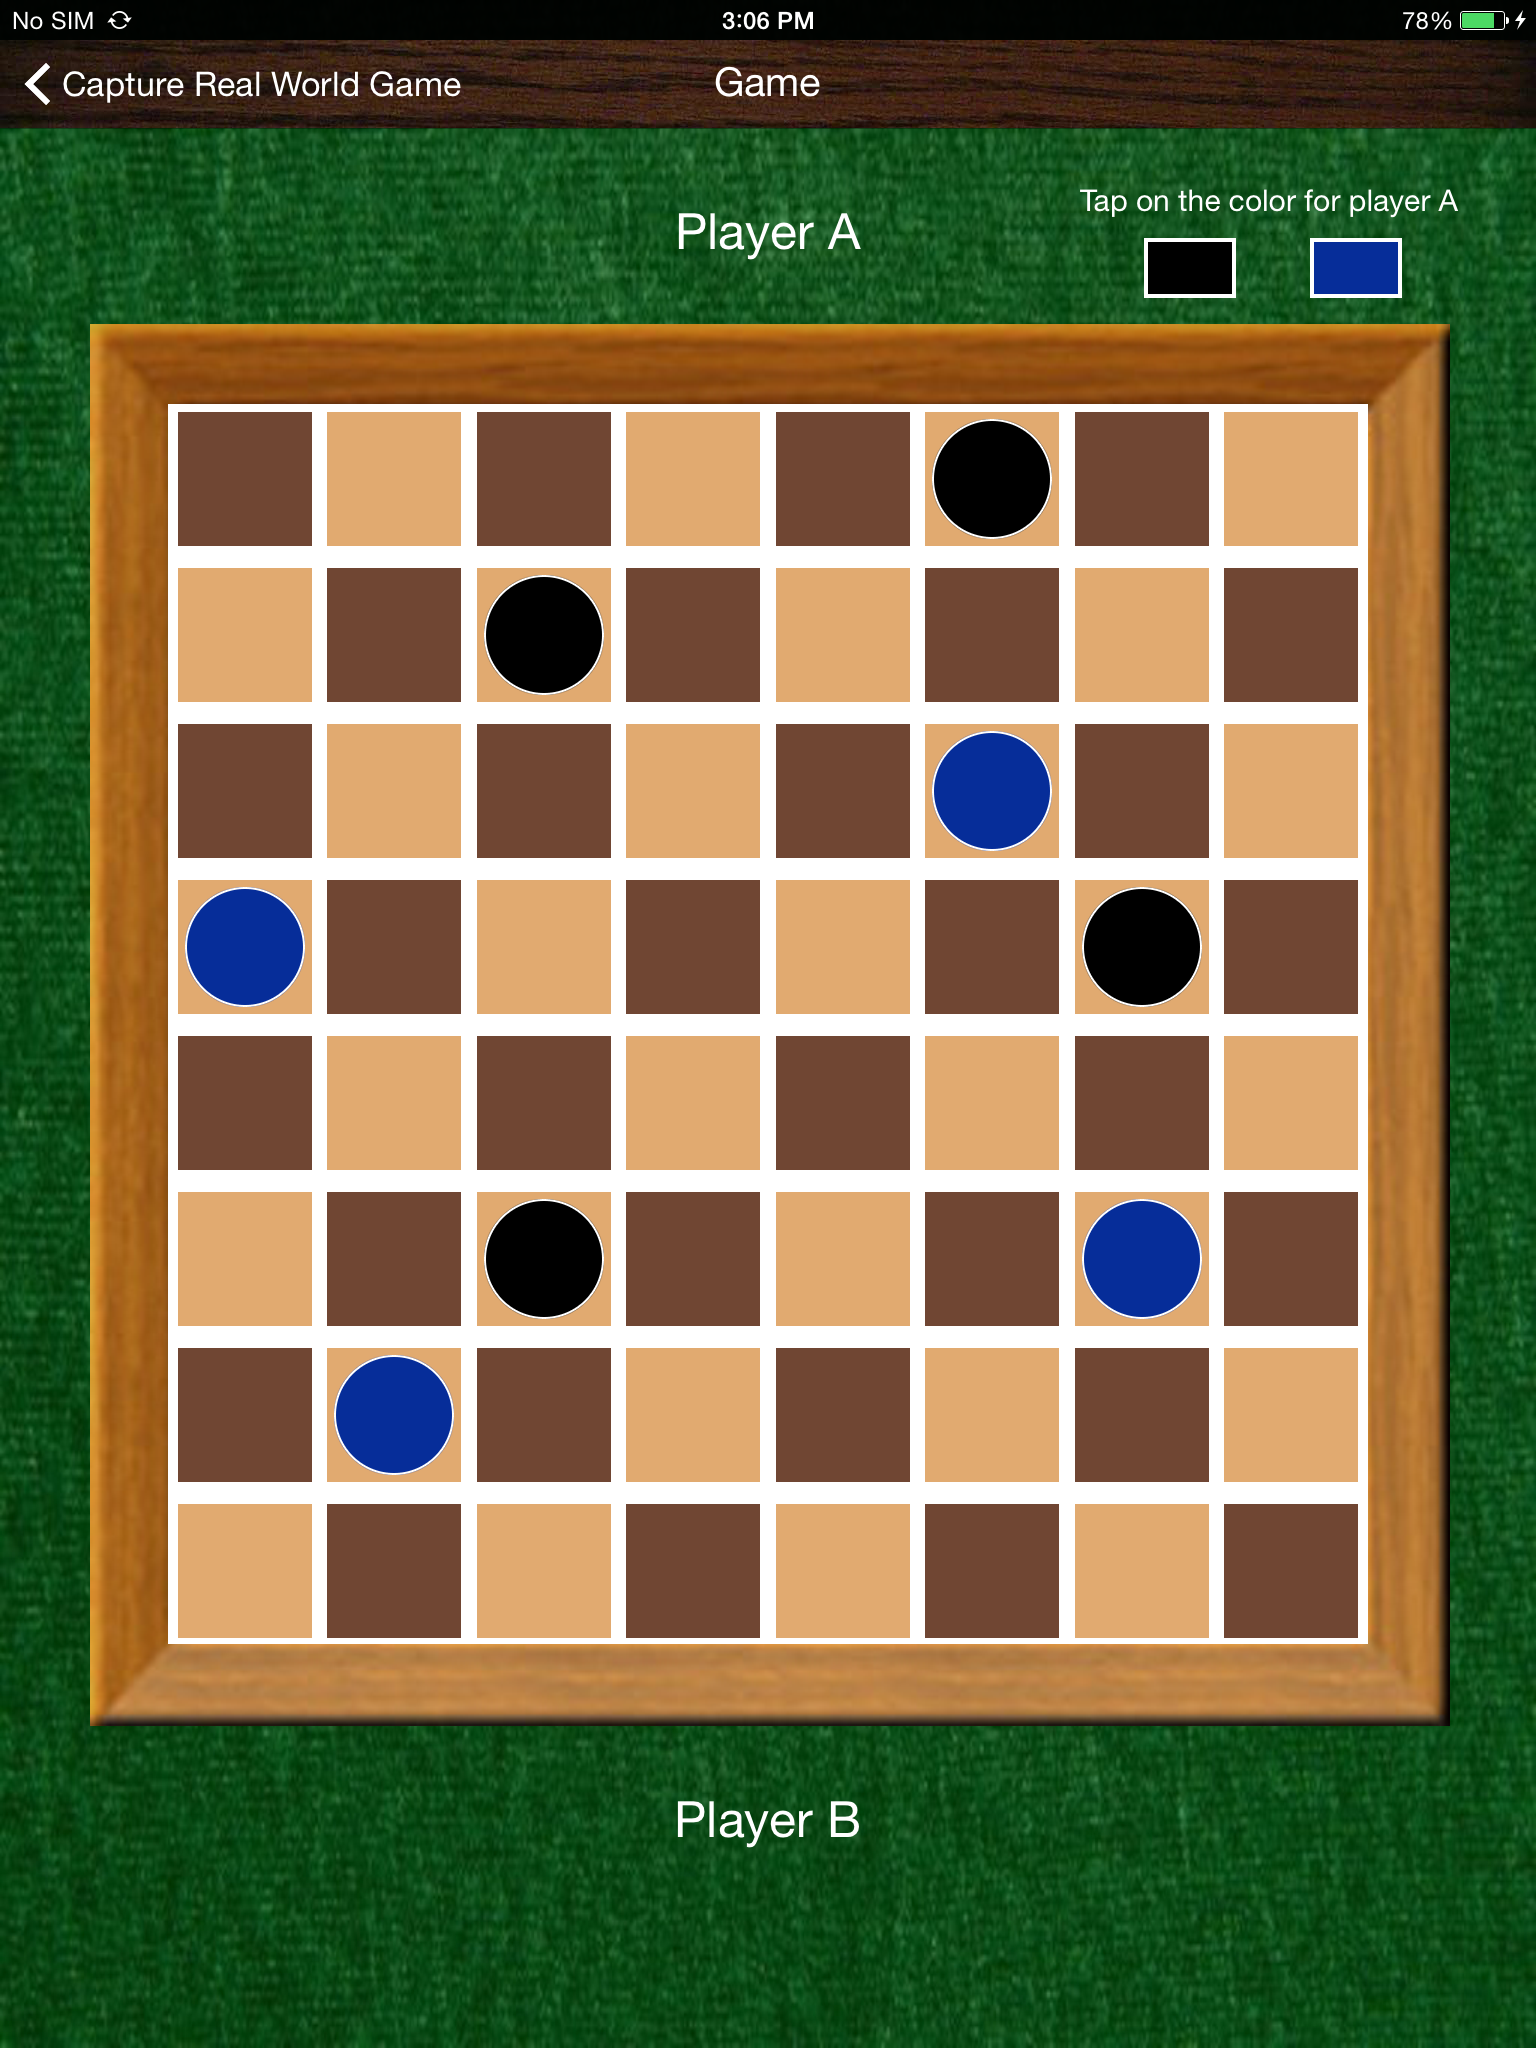 No SIM 3:06 PM 78%
Capture Real World Game Game
Tap on the color for player A
Player A
Player B